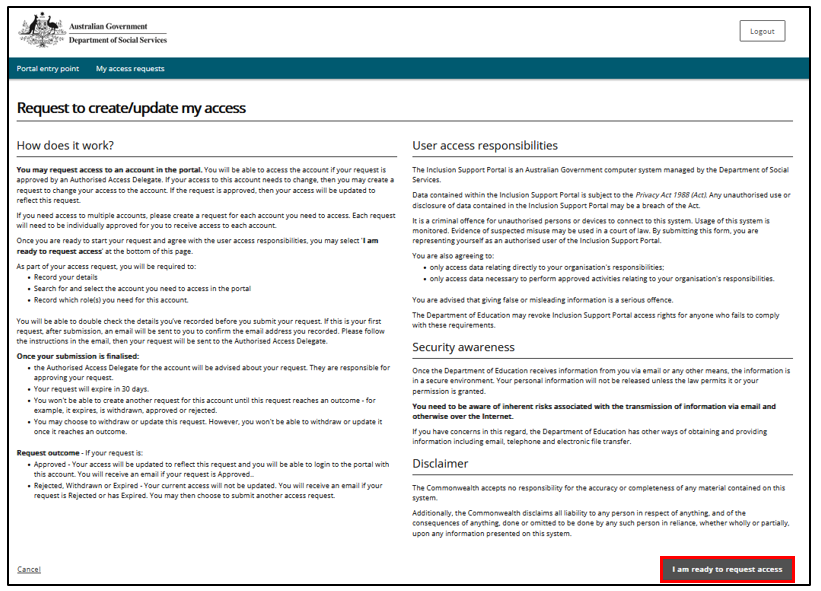 Australian Government
Department of Social Services
Logout
Portal entry point
My access requests
Request to create/update my access
How does it work?
You may request access to an account in the portal. You will be able to access the account if your request is
approved by an Authorised Access Delegate. If your access to this account needs to change, then you may create a
request to change your access to the account. If the request is approved, then your access will be updated to
reflect this request.
If you need access to multiple accounts, please create a request for each account you need to access. Each request
will need to be individually approved for you to receive access to each account.
Once you are ready to start your request and agree with the user access responsibilities, you may select 'I am
ready to request access' at the bottom of this page.
As part of your access request, you will be required to:
• Record your details
• Search for and select the account you need to access in the portal
• Record which role(s) you need for this account.
You will be able to double check the details you've recorded before you submit your request. If this is your first
request, after submission, an email will be sent to you to confirm the email address you recorded. Please follow
the instructions in the email, then your request will be sent to the Authorised Access Delegate.
Once your submission is finalised:
• the Authorised Access Delegate for the account will be advised about your request. They are responsible for
approving your request.
• Your request will expire in 30 days.
• You won't be able to create another request for this account until this request reaches an outcome - for
example, it expires, is withdrawn, approved or rejected.
• You may choose to withdraw or update this request. However, you won't be able to withdraw or update it
once it reaches an outcome.
Request outcome - If your request is:
• Approved - Your access will be updated to reflect this request and you will be able to login to the portal with
this account. You will receive an email if your request is Approved..
• Rejected, Withdrawn or Expired - Your current access will not be updated. You will receive an email if your
request is Rejected or has Expired. You may then choose to submit another access request.
User access responsibilities
The Inclusion Support Portal is an Australian Government computer system managed by the Department of Social
Services.
Data contained within the Inclusion Support Portal is subject to the Privacy Act 1988 (Act). Any unauthorised use or
disclosure of data contained in the Inclusion Support Portal may be a breach of the Act.
It is a criminal offence for unauthorised persons or devices to connect to this system. Usage of this system is
monitored. Evidence of suspected misuse may be used in a court of law. By submitting this form, you are
representing yourself as an authorised user of the Inclusion Support Portal.
You are also agreeing to:
• only access data relating directly to your organisation's responsibilities;
• only access data necessary to perform approved activities relating to your organisation's responsibilities.
You are advised that giving false or misleading information is a serious offence.
The Department of Education may revoke Inclusion Support Portal access rights for anyone who fails to comply
with these requirements.
Security awareness
Once the Department of Education receives information from you via email or any other means, the information is
in a secure environment. Your personal information will not be released unless the law permits it or your
permission is granted.
You need to be aware of inherent risks associated with the transmission of information via email and
otherwise over the Internet.
If you have concerns in this regard, the Department of Education has other ways of obtaining and providing
information including email, telephone and electronic file transfer.
Disclaimer
The Commonwealth accepts no responsibility for the accuracy or completeness of any material contained on this
system.
Additionally, the Commonwealth disclaims all liability to any person in respect of anything, and of the
consequences of anything, done or omitted to be done by any such person in reliance, whether wholly or partially,
upon any information presented on this system.
Cancel
I am ready to request access